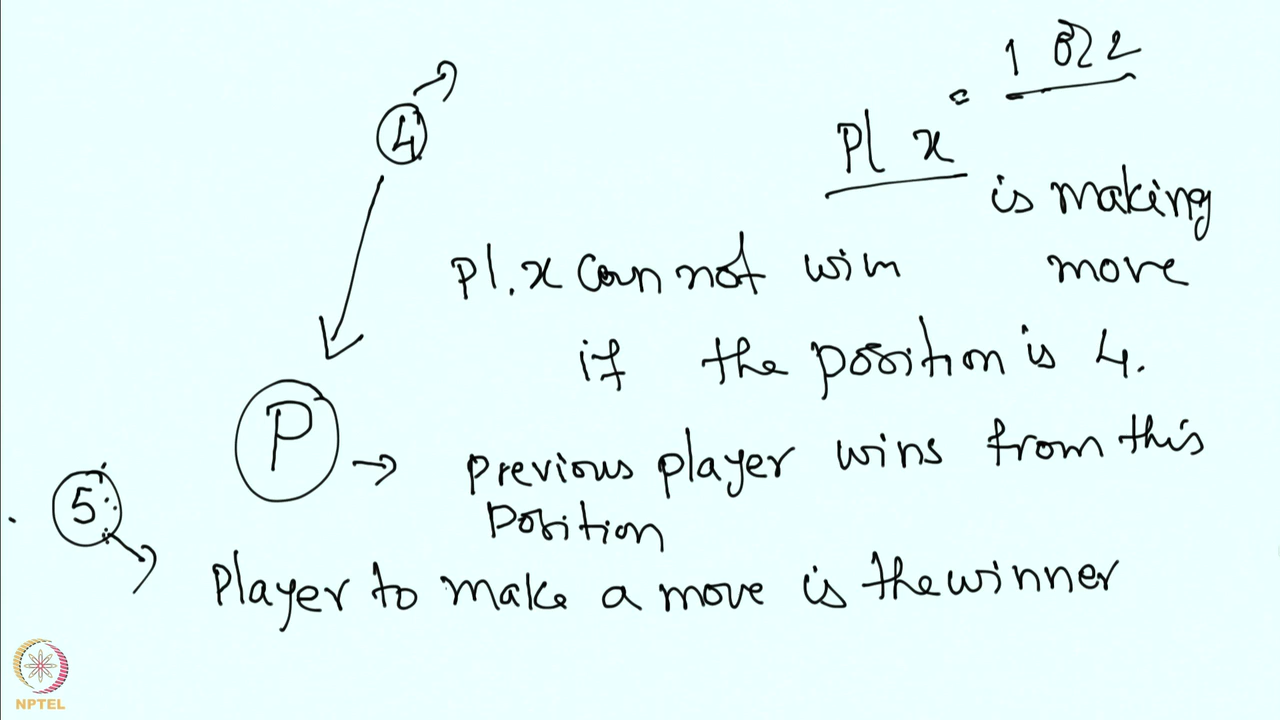 4
Pl x = 1 or 2
is making
Pl. x can not win move
if the position is 4.
P → previous player wins from this
position
5
Player to make a move is the winner
NPTEL